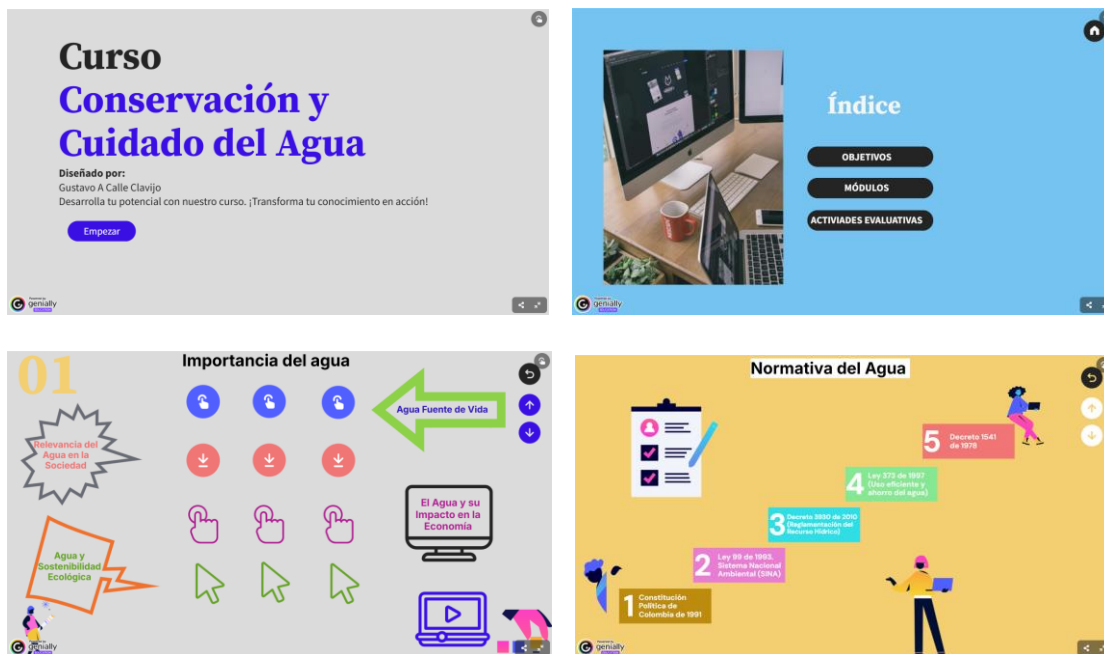 Curso
Conservación y
Cuidado del Agua
Diseñado por:
Gustavo A Calle Clavijo
Desarrolla tu potencial con nuestro curso. ¡Transforma tu conocimiento en acción!
Empezar
genially
Índice
OBJETIVOS
MÓDULOS
ACTIVIADES EVALUATIVAS
genially
01
Importancia del agua
Agua Fuente de Vida
Relevancia del
Agua en la
Sociedad
El Agua y su
Impacto en la
Economía
Agua y
Sostenibilidad
Ecológica
genially
Normativa del Agua
5
Decreto 1541
de 1978
4
Ley 373 de 1997
(Uso eficiente y
ahorro del agua)
3
Decreto 3930 de 2010
(Reglamentación del
Recurso Hídrico)
2
Ley 99 de 1993.
Sistema Nacional
Ambiental (SINA)
1
Constitución
Política de
Colombia de 1991
genially